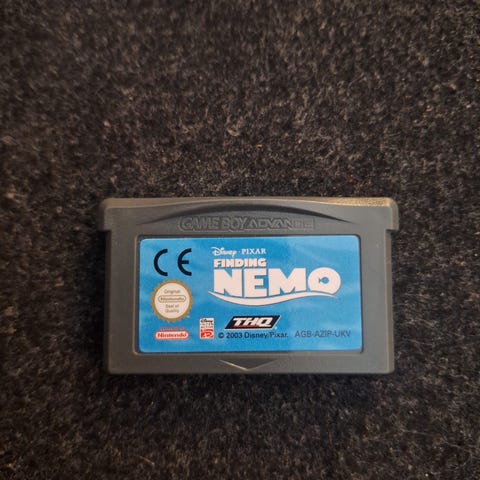 GAME BOY ADVANCE
Disney · PIXAR
FINDING
NEMO
CE
Original
Nintendo
Seal of
Quality
Nintendo
THQ
© 2003 Disney/Pixar.
AGB-AZIP-UKV